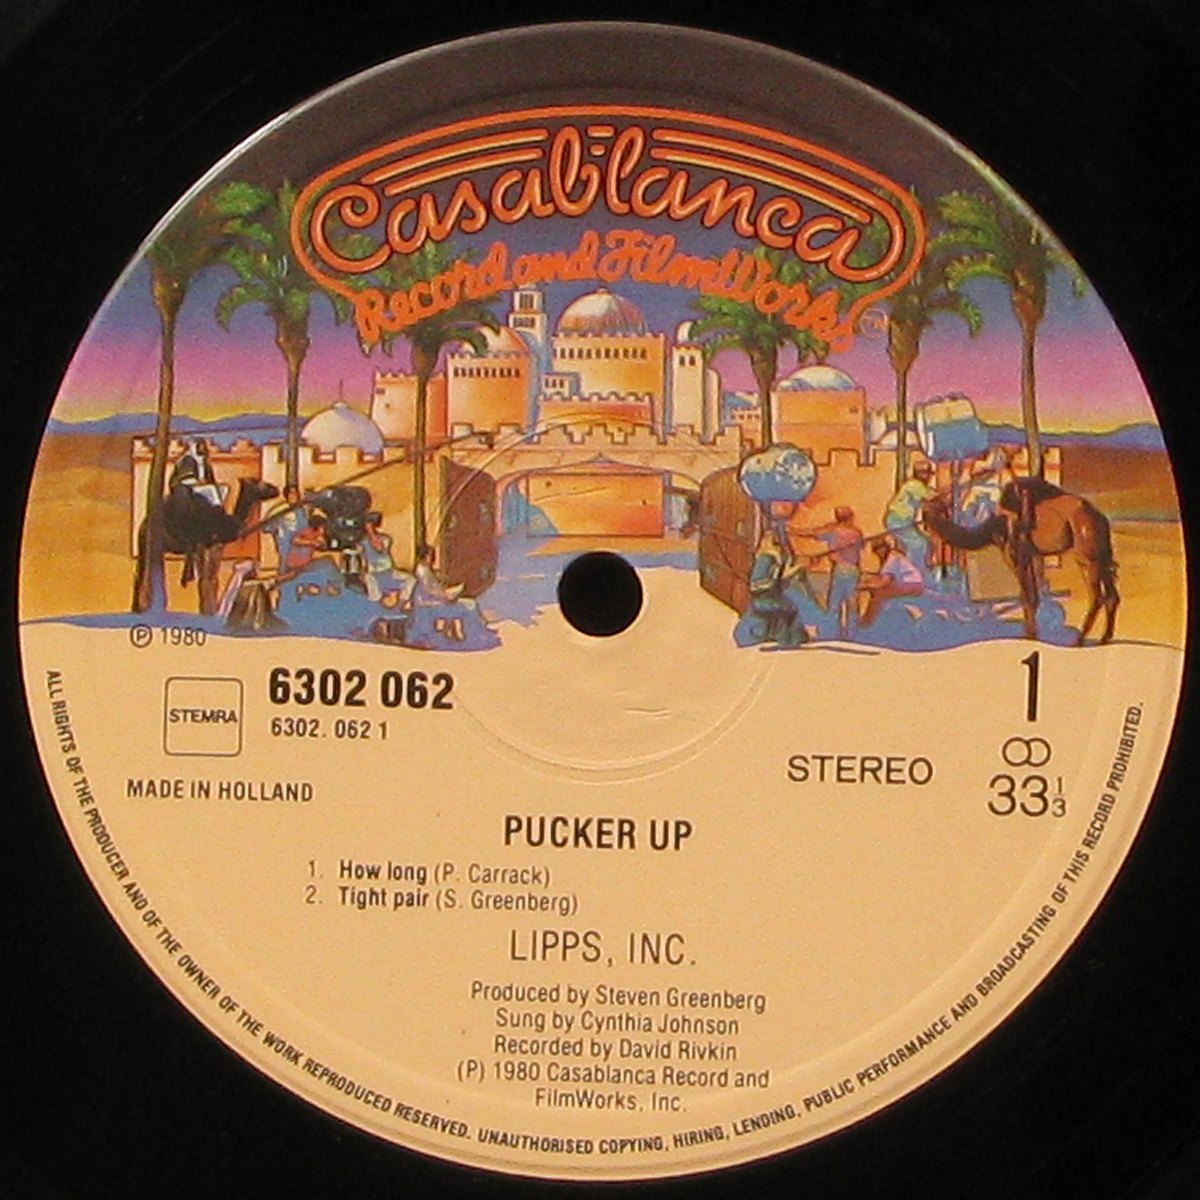 Casablanca
Record and FilmWorks
℗ 1980
STEMRA
6302 062
6302. 062 1
MADE IN HOLLAND
1
STEREO
33 1/3
PUCKER UP
1. How long (P. Carrack)
2. Tight pair (S. Greenberg)
LIPPS, INC.
Produced by Steven Greenberg
Sung by Cynthia Johnson
Recorded by David Rivkin
(P) 1980 Casablanca Record and
FilmWorks, Inc.
ALL RIGHTS OF THE PRODUCER AND OF THE OWNER OF THE WORK REPRODUCED RESERVED. UNAUTHORISED COPYING, HIRING, LENDING, PUBLIC PERFORMANCE AND BROADCASTING OF THIS RECORD PROHIBITED.